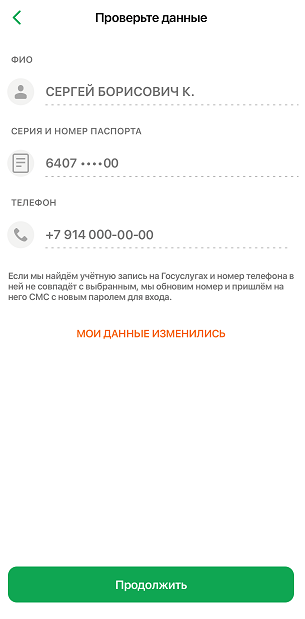 Проверьте данные
ФИО
СЕРГЕЙ БОРИСОВИЧ К.
СЕРИЯ И НОМЕР ПАСПОРТА
6407 ••••00
ТЕЛЕФОН
+7 914 000-00-00
Если мы найдём учётную запись на Госуслугах и номер телефона в
ней не совпадёт с выбранным, мы обновим номер и пришлём на
него СМС с новым паролем для входа.
МОИ ДАННЫЕ ИЗМЕНИЛИСЬ
Продолжить